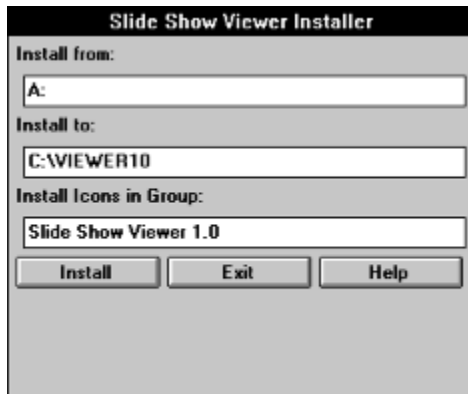 Slide Show Viewer Installer
Install from:
A:
Install to:
C:\VIEWER10
Install Icons in Group:
Slide Show Viewer 1.0
Install Exit Help